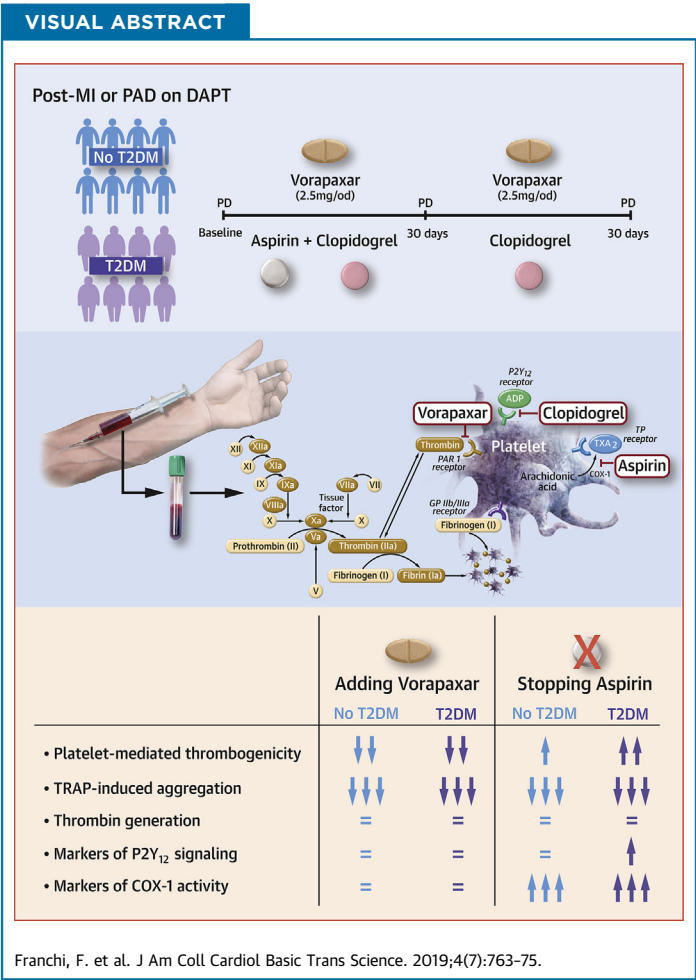 VISUAL ABSTRACT
Post-MI or PAD on DAPT
No T2DM
T2DM
Vorapaxar
(2.5mg/od)
Vorapaxar
(2.5mg/od)
PD
PD
PD
Baseline
Aspirin + Clopidogrel
30 days
Clopidogrel
30 days
P2Y12
receptor
ADP
Vorapaxar
Clopidogrel
Thrombin
Platelet
TXA 2
TP
receptor
PAR 1
receptor
Arachidonic
acid
COX-1
Aspirin
GP IIb/IIIa
receptor
Fibrinogen (I)
XII
XIIa
XI
XIa
IX
IXa
VIIa
VII
VIIIa
Tissue
factor
X
Xa
X
Va
Prothrombin (II)
Thrombin (IIa)
Fibrinogen (I)
Fibrin (Ia)
V
X
Adding Vorapaxar
Stopping Aspirin
No T2DM
T2DM
No T2DM
T2DM
• Platelet-mediated thrombogenicity ↓↓ ↓↓ ↑ ↑↑
• TRAP-induced aggregation ↓↓↓ ↓↓↓ ↓↓↓ ↓↓↓
• Thrombin generation = = = =
• Markers of P2Y12 signaling = = = ↑
• Markers of COX-1 activity = = ↑↑↑ ↑↑↑
Franchi, F. et al. J Am Coll Cardiol Basic Trans Science. 2019;4(7):763–75.